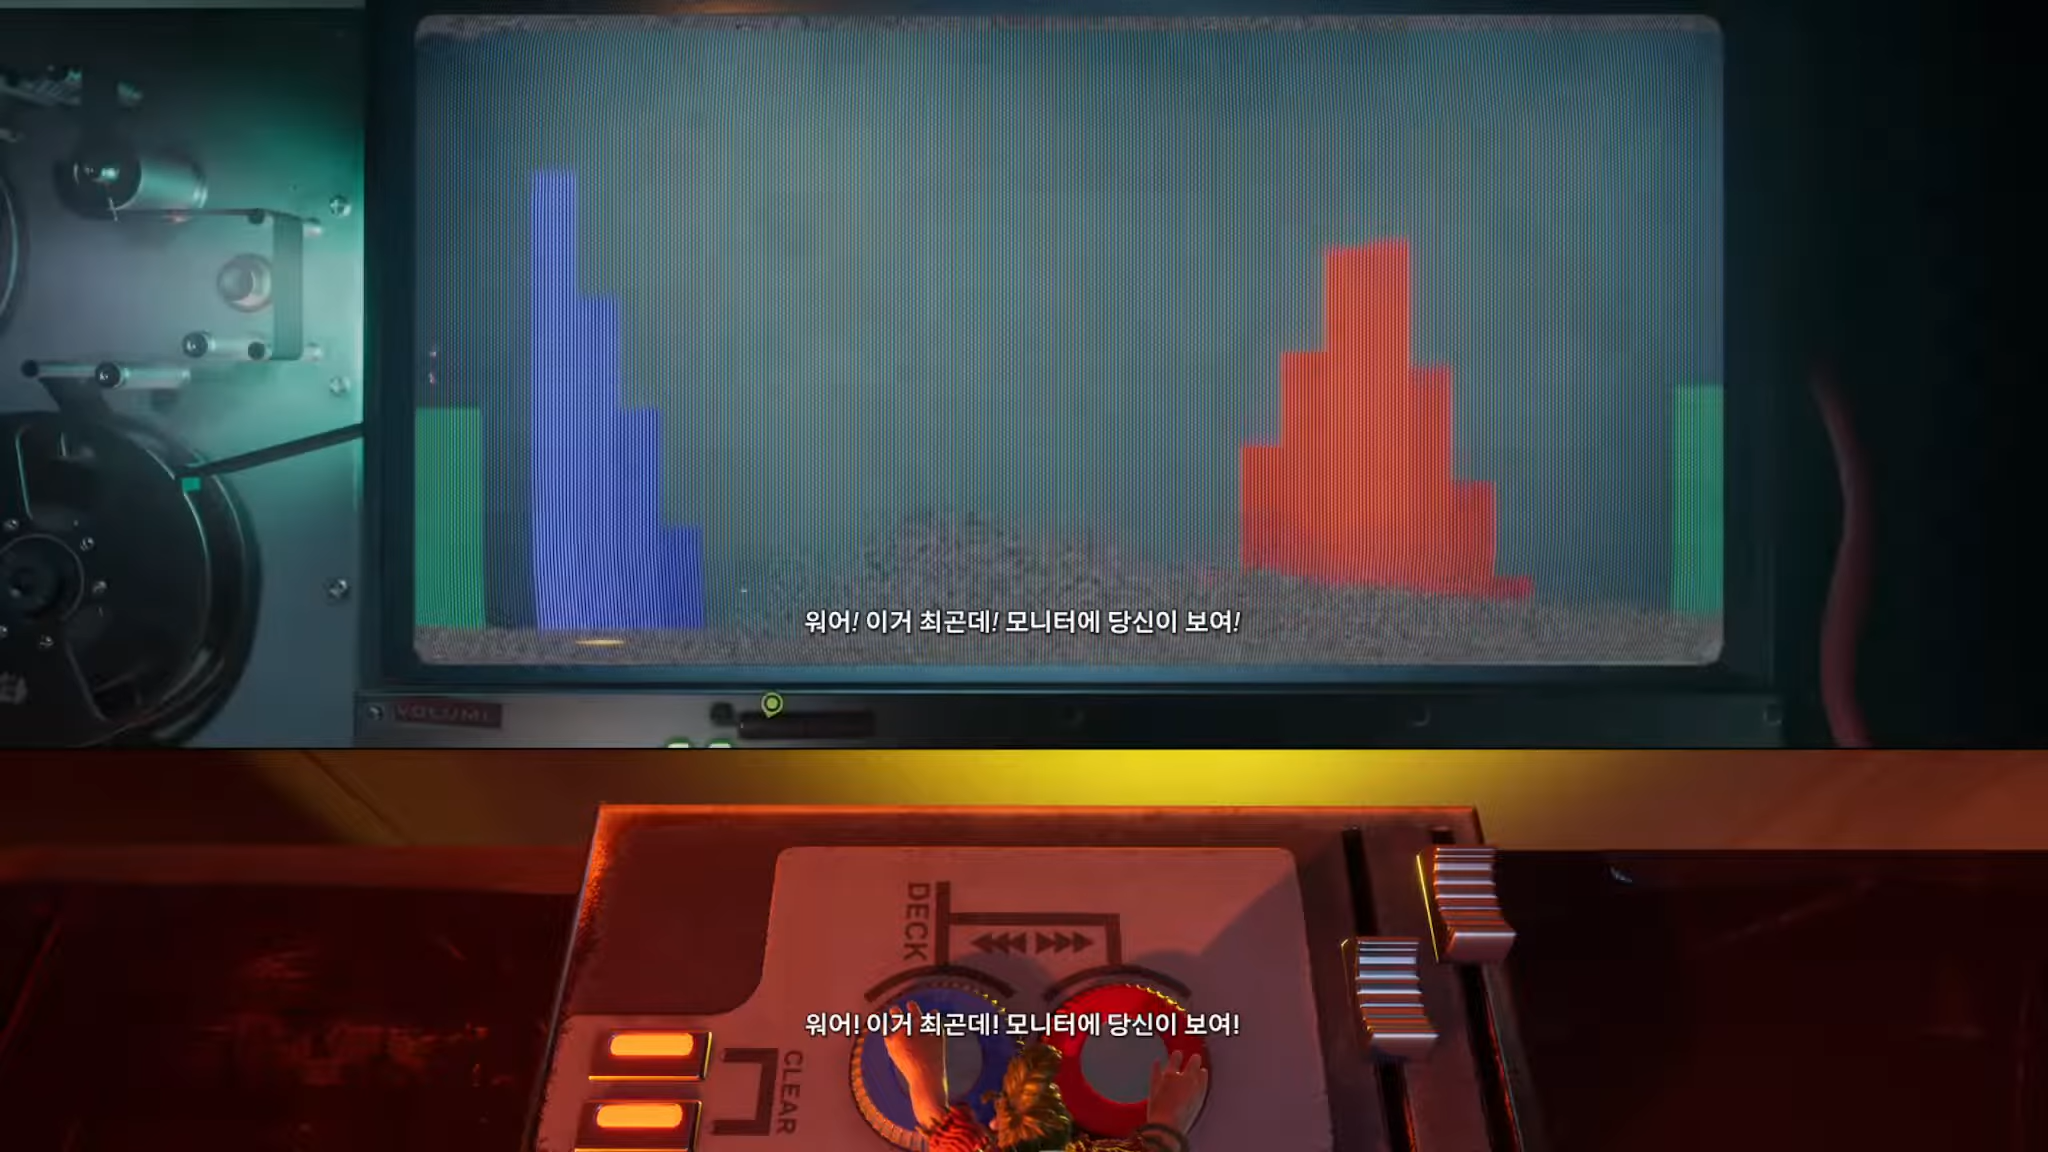 워어! 이거 최곤데! 모니터에 당신이 보여!
VOLUME
DECK
워어! 이거 최곤데! 모니터에 당신이 보여!
CLEAR